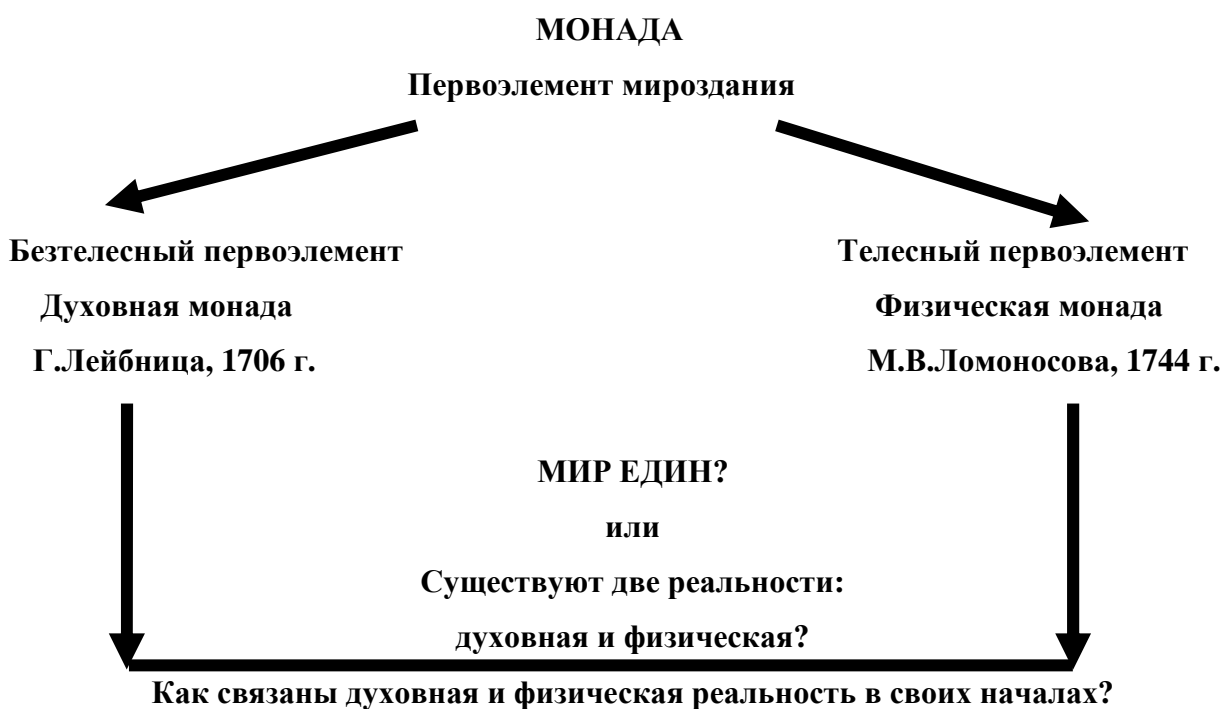 МОНАДА
Первоэлемент мироздания
Безтелесный первоэлемент
Духовная монада
Г.Лейбница, 1706 г.
Телесный первоэлемент
Физическая монада
М.В.Ломоносова, 1744 г.
МИР ЕДИН?
или
Существуют две реальности:
духовная и физическая?
Как связаны духовная и физическая реальность в своих началах?